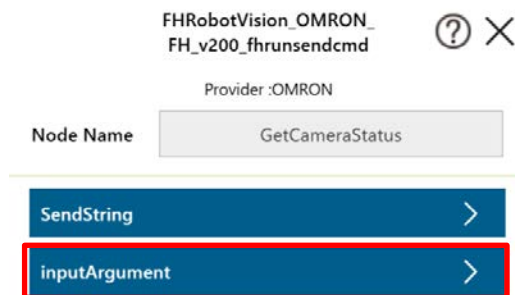 FHRobotVision_OMRON_
FH_v200_fhrunsendcmd
Provider :OMRON
Node Name
GetCameraStatus
SendString
inputArgument